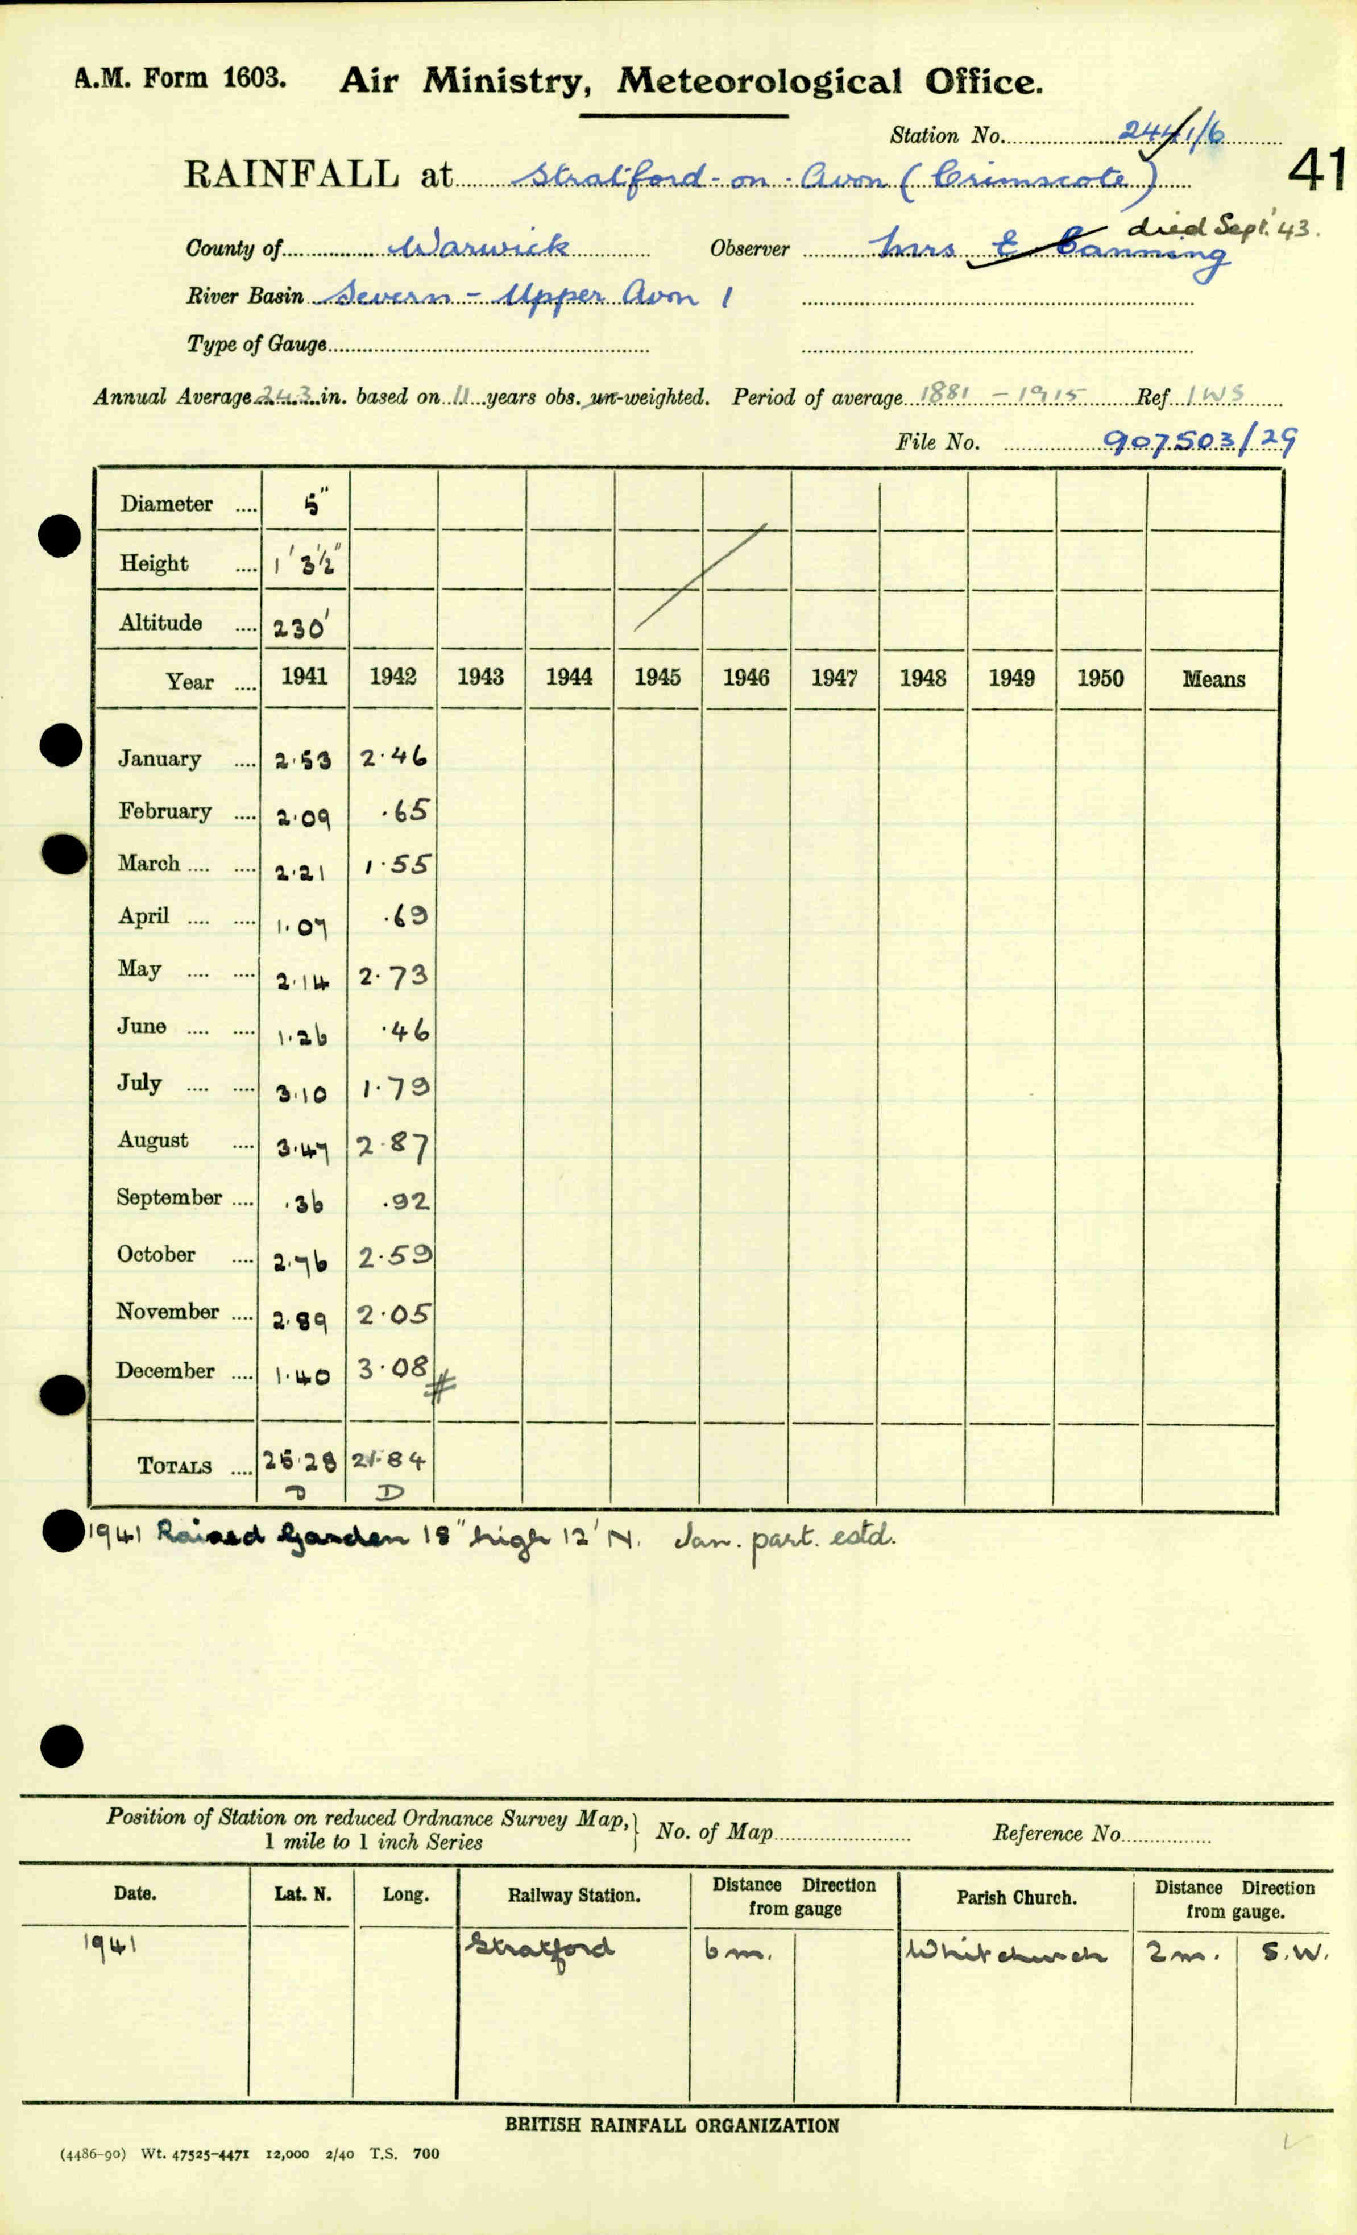 A.M. Form 1603. Air Ministry, Meteorological Office.
Station No. 2441/6
41
RAINFALL at Stratford-on-Avon (Crimscote)
died Sept. '43.
County of Warwick Observer Mrs E Canning
River Basin Severn - Upper Avon 1
Type of Gauge
Annual Average 24.3 in. based on 11 years obs. un-weighted. Period of average 1881 - 1915 Ref IWS
File No. 907503/29
Diameter .... 5"
Height .... 1' 3½"
Altitude .... 230'
Year .... 1941 1942 1943 1944 1945 1946 1947 1948 1949 1950 Means
January .... 2.53 2.46
February .... 2.09 .65
March .... .... 2.21 1.55
April .... .... 1.07 .69
May .... .... 2.14 2.73
June .... .... 1.26 .46
July .... .... 3.10 1.79
August .... 3.47 2.87
September .... .36 .92
October .... 2.76 2.59
November .... 2.89 2.05
December .... 1.40 3.08 #
TOTALS .... 25.28 21.84
D D
1941 Raised Garden 18" high 12' N. Jan. part. estd.
Position of Station on reduced Ordnance Survey Map, 1 mile to 1 inch Series } No. of Map Reference No.
Date. Lat. N. Long. Railway Station. Distance Direction from gauge Parish Church. Distance Direction from gauge.
1941 Stratford 6 m. Whitchurch 2 m. S.W.
BRITISH RAINFALL ORGANIZATION
(4486-90) Wt. 47525-4471 12,000 2/40 T.S. 700